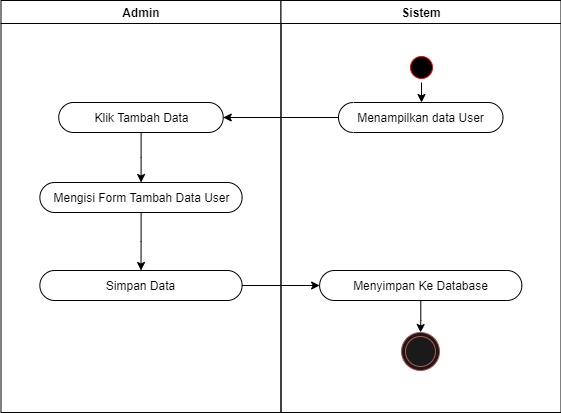 Admin
Sistem
Klik Tambah Data
Menampilkan data User
Mengisi Form Tambah Data User
Simpan Data
Menyimpan Ke Database